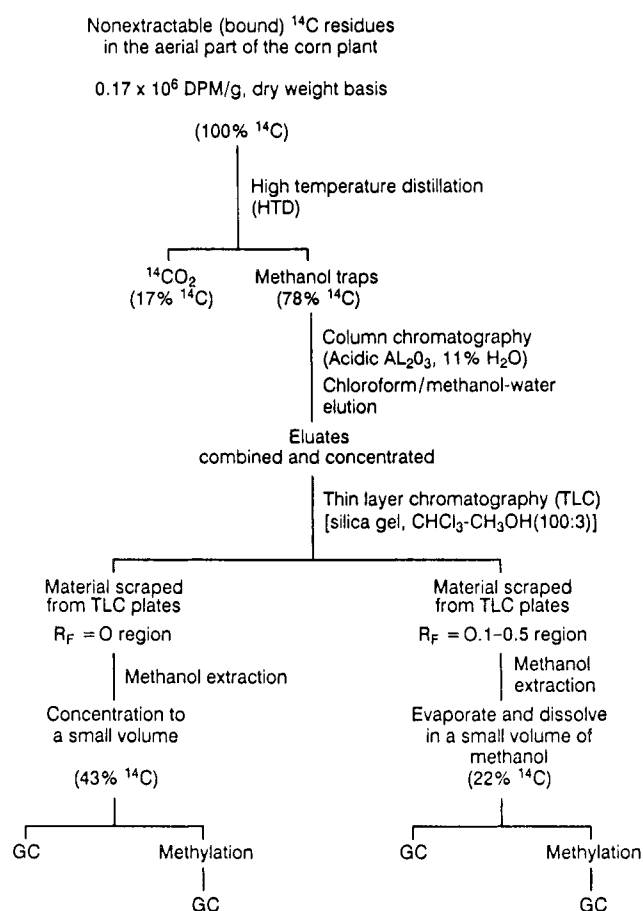 Nonextractable (bound) ¹⁴C residues
in the aerial part of the corn plant
0.17 x 10⁶ DPM/g, dry weight basis
(100% ¹⁴C)
High temperature distillation
(HTD)
¹⁴CO₂
(17% ¹⁴C)
Methanol traps
(78% ¹⁴C)
Column chromatography
(Acidic AL₂0₃, 11% H₂O)
Chloroform/methanol-water
elution
Eluates
combined and concentrated
Thin layer chromatography (TLC)
[silica gel, CHCl₃-CH₃OH(100:3)]
Material scraped
from TLC plates
R_F = O region
Methanol extraction
Concentration to
a small volume
(43% ¹⁴C)
GC
Methylation
GC
Material scraped
from TLC plates
R_F = O.1–0.5 region
Methanol
extraction
Evaporate and dissolve
in a small volume of
methanol
(22% ¹⁴C)
GC
Methylation
GC